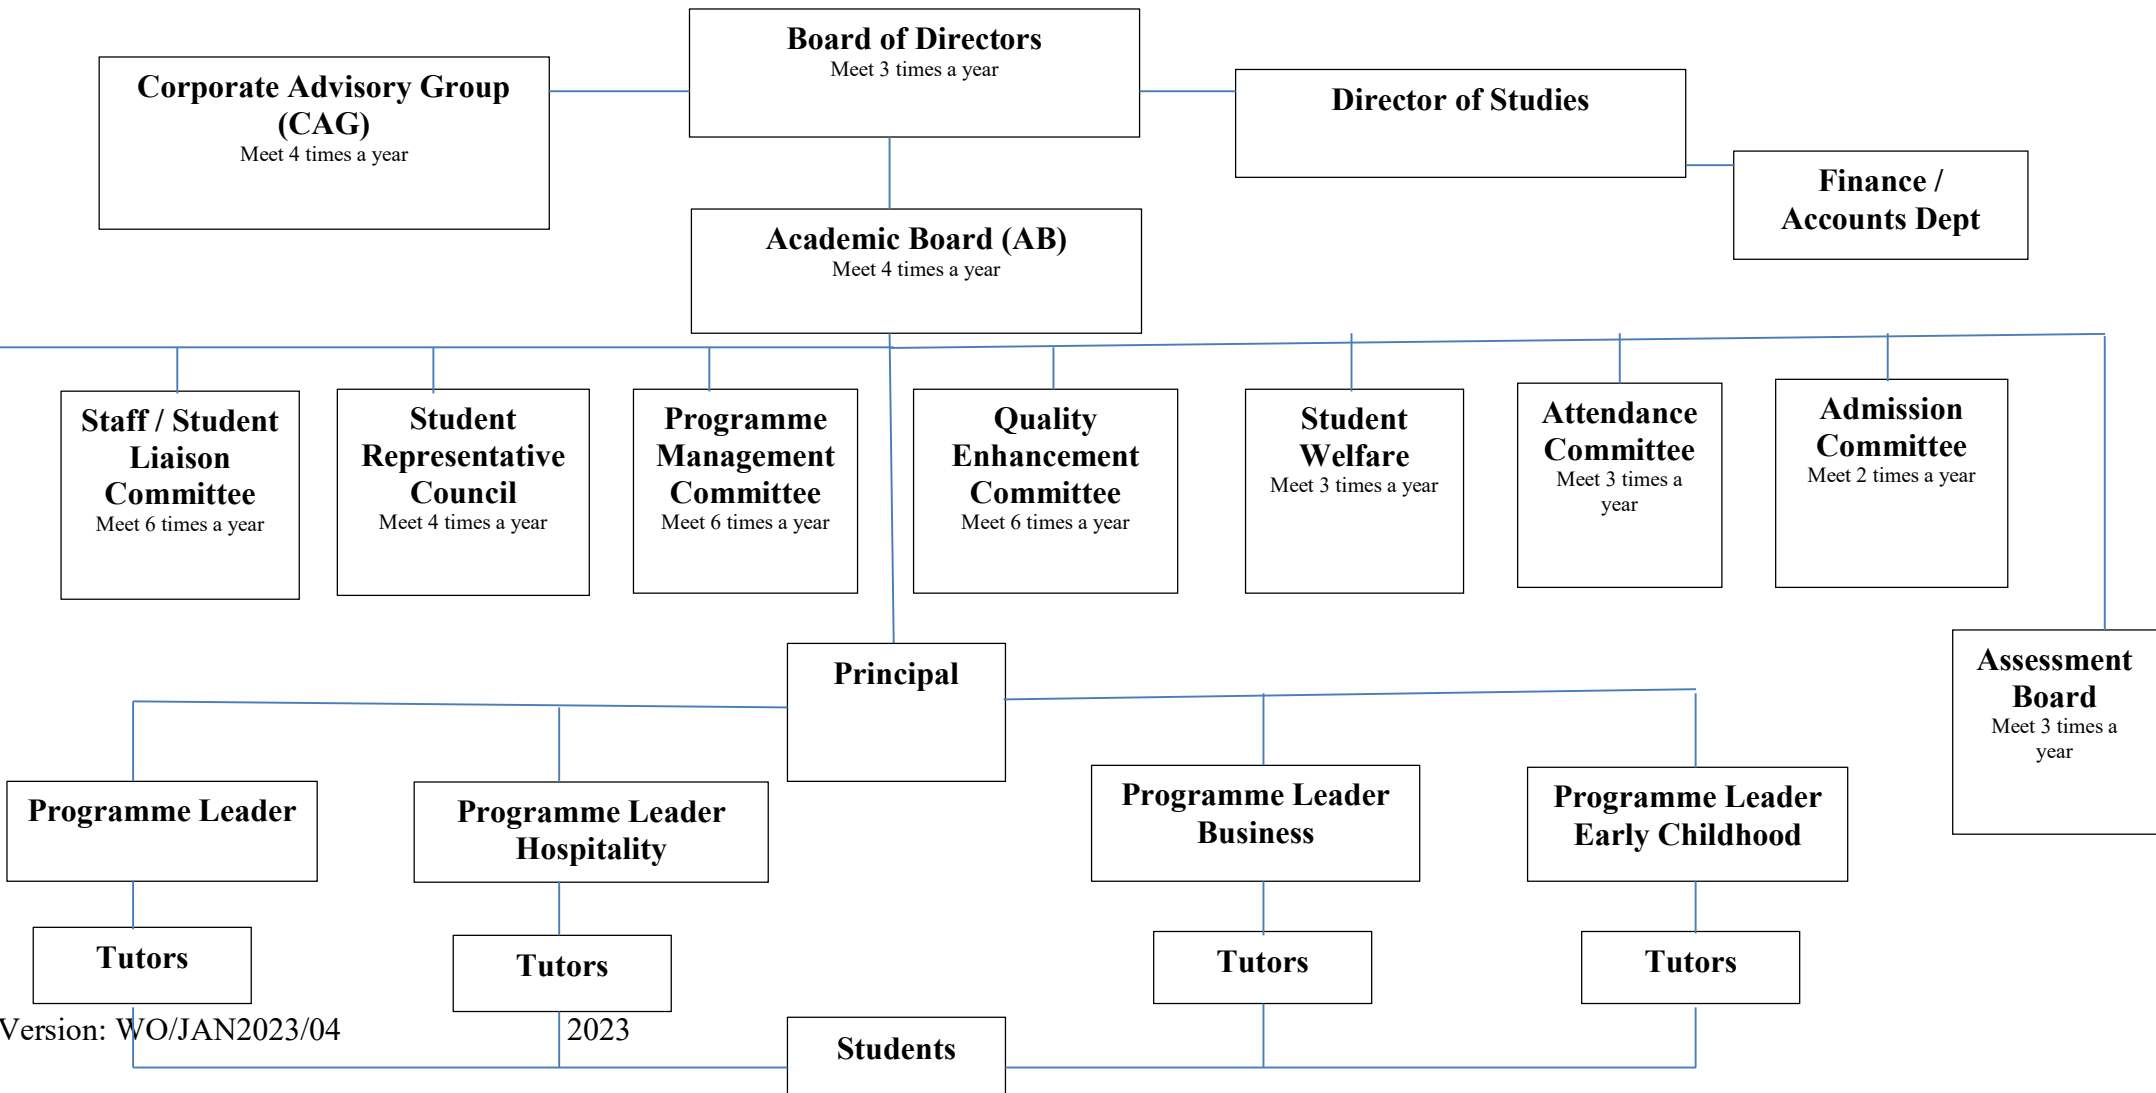 Board of Directors
Meet 3 times a year
Corporate Advisory Group
(CAG)
Meet 4 times a year
Director of Studies
Finance /
Accounts Dept
Academic Board (AB)
Meet 4 times a year
Staff / Student
Liaison
Committee
Meet 6 times a year
Student
Representative
Council
Meet 4 times a year
Programme
Management
Committee
Meet 6 times a year
Quality
Enhancement
Committee
Meet 6 times a year
Student
Welfare
Meet 3 times a year
Attendance
Committee
Meet 3 times a
year
Admission
Committee
Meet 2 times a year
Principal
Assessment
Board
Meet 3 times a
year
Programme Leader
Programme Leader
Hospitality
Programme Leader
Business
Programme Leader
Early Childhood
Tutors
Tutors
Tutors
Tutors
Version: WO/JAN2023/04 2023
Students